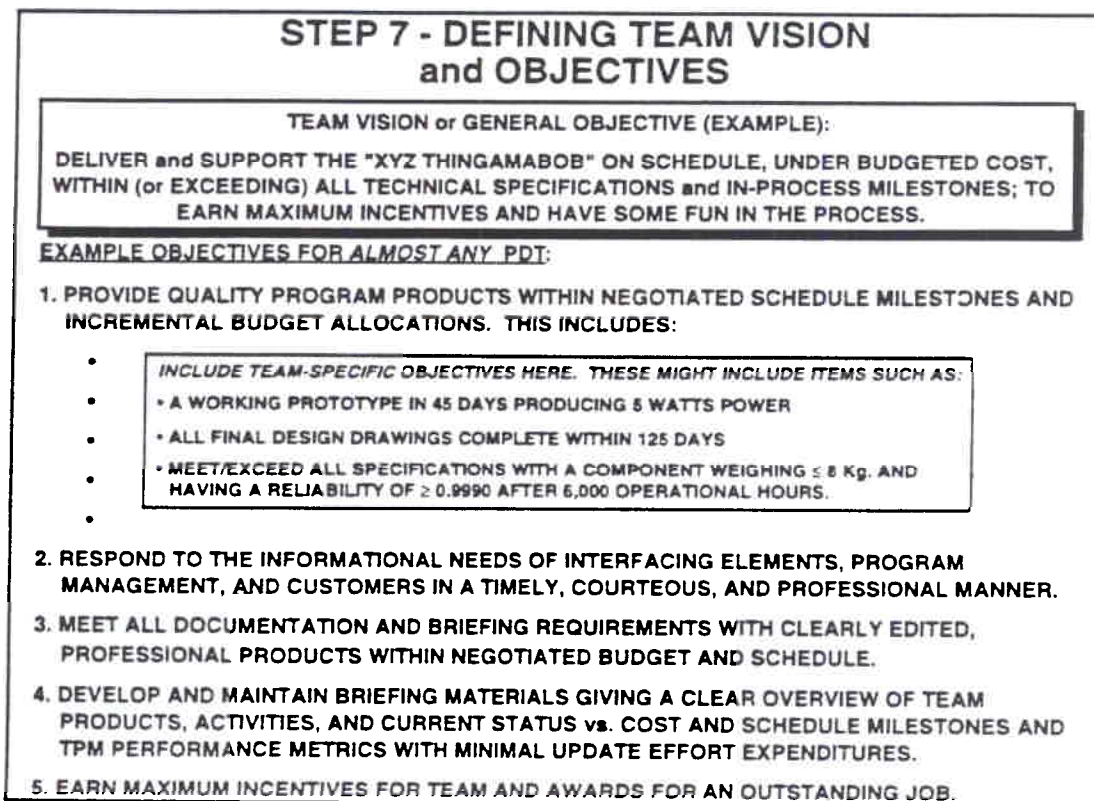 STEP 7 - DEFINING TEAM VISION
and OBJECTIVES
TEAM VISION or GENERAL OBJECTIVE (EXAMPLE):
DELIVER and SUPPORT THE "XYZ THINGAMABOB" ON SCHEDULE, UNDER BUDGETED COST,
WITHIN (or EXCEEDING) ALL TECHNICAL SPECIFICATIONS and IN-PROCESS MILESTONES; TO
EARN MAXIMUM INCENTIVES AND HAVE SOME FUN IN THE PROCESS.
EXAMPLE OBJECTIVES FOR ALMOST ANY PDT:
1. PROVIDE QUALITY PROGRAM PRODUCTS WITHIN NEGOTIATED SCHEDULE MILESTONES AND
INCREMENTAL BUDGET ALLOCATIONS. THIS INCLUDES:
INCLUDE TEAM-SPECIFIC OBJECTIVES HERE. THESE MIGHT INCLUDE ITEMS SUCH AS:
• A WORKING PROTOTYPE IN 45 DAYS PRODUCING 5 WATTS POWER
• ALL FINAL DESIGN DRAWINGS COMPLETE WITHIN 125 DAYS
• MEET/EXCEED ALL SPECIFICATIONS WITH A COMPONENT WEIGHING ≤ 8 Kg. AND
HAVING A RELIABILITY OF ≥ 0.9990 AFTER 6,000 OPERATIONAL HOURS.
2. RESPOND TO THE INFORMATIONAL NEEDS OF INTERFACING ELEMENTS, PROGRAM
MANAGEMENT, AND CUSTOMERS IN A TIMELY, COURTEOUS, AND PROFESSIONAL MANNER.
3. MEET ALL DOCUMENTATION AND BRIEFING REQUIREMENTS WITH CLEARLY EDITED,
PROFESSIONAL PRODUCTS WITHIN NEGOTIATED BUDGET AND SCHEDULE.
4. DEVELOP AND MAINTAIN BRIEFING MATERIALS GIVING A CLEAR OVERVIEW OF TEAM
PRODUCTS, ACTIVITIES, AND CURRENT STATUS vs. COST AND SCHEDULE MILESTONES AND
TPM PERFORMANCE METRICS WITH MINIMAL UPDATE EFFORT EXPENDITURES.
5. EARN MAXIMUM INCENTIVES FOR TEAM AND AWARDS FOR AN OUTSTANDING JOB.